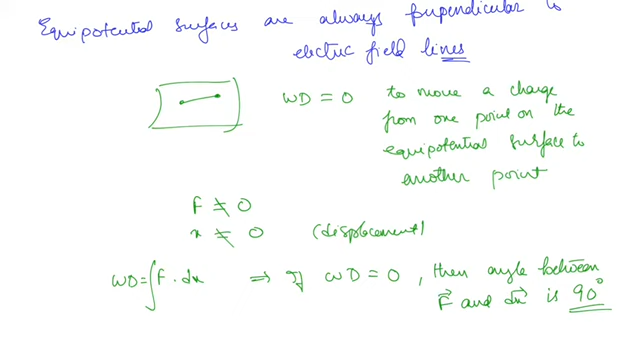 Equipotential surfaces are always perpendicular to
electric field lines
WD = 0 to move a charge
from one point on the
equipotential surface to
another point
F ≠ 0
x ≠ 0 (displacement)
WD = ∫ F . dx ⇒ If WD = 0, then angle between
F⃗ and dx⃗ is 90°